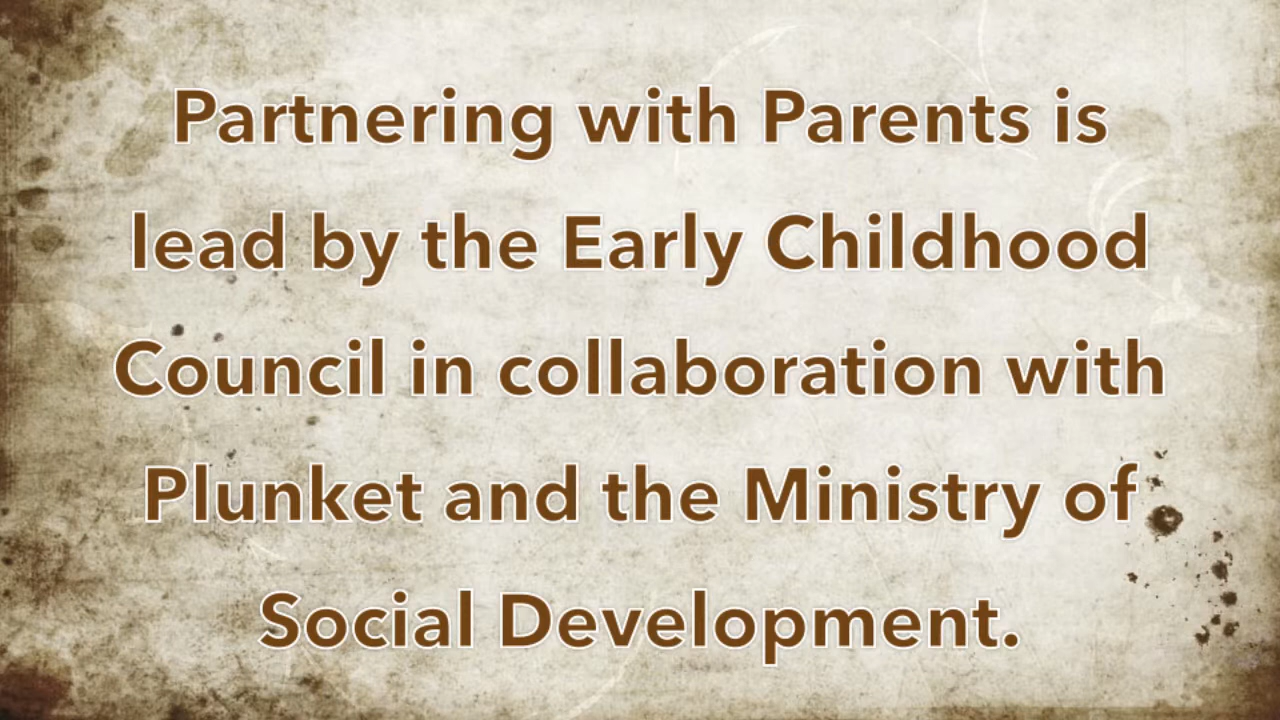 Partnering with Parents is
lead by the Early Childhood
Council in collaboration with
Plunket and the Ministry of
Social Development.